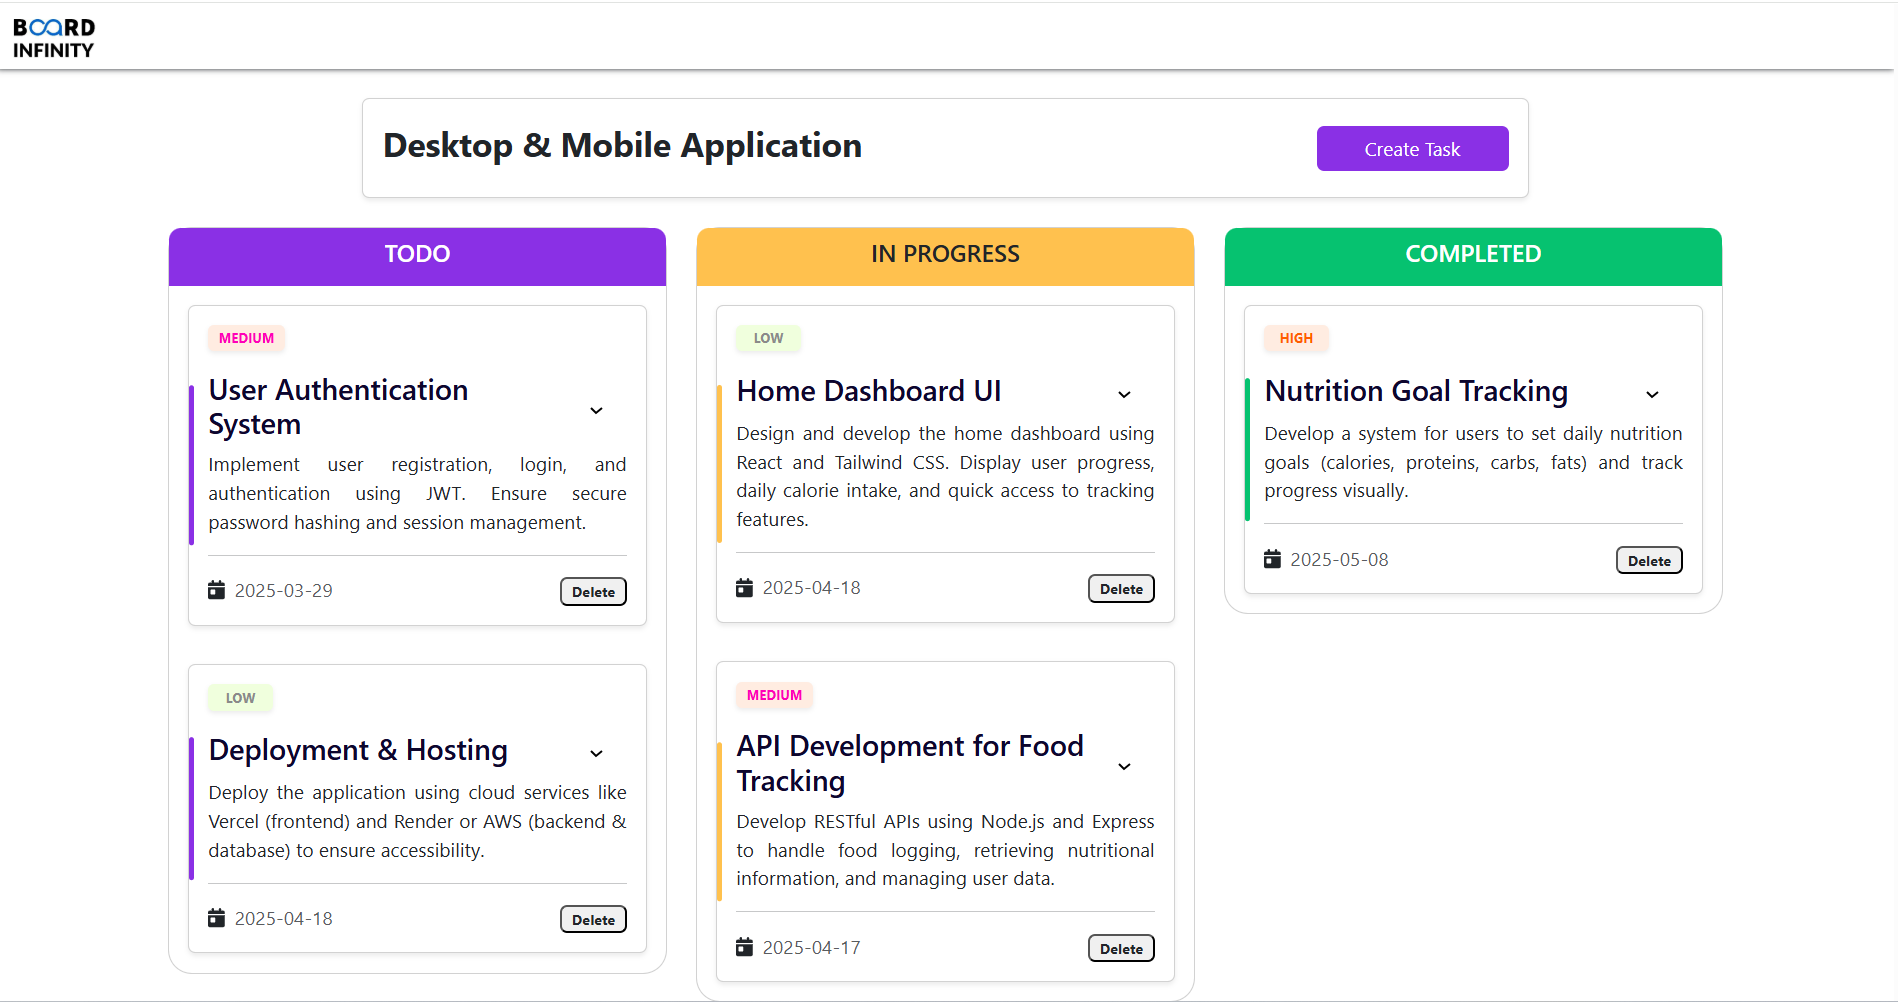 BOARD
INFINITY
Desktop & Mobile Application
Create Task
TODO
MEDIUM
User Authentication
System
Implement user registration, login, and
authentication using JWT. Ensure secure
password hashing and session management.
2025-03-29
Delete
LOW
Deployment & Hosting
Deploy the application using cloud services like
Vercel (frontend) and Render or AWS (backend &
database) to ensure accessibility.
2025-04-18
Delete
IN PROGRESS
LOW
Home Dashboard UI
Design and develop the home dashboard using
React and Tailwind CSS. Display user progress,
daily calorie intake, and quick access to tracking
features.
2025-04-18
Delete
MEDIUM
API Development for Food
Tracking
Develop RESTful APIs using Node.js and Express
to handle food logging, retrieving nutritional
information, and managing user data.
2025-04-17
Delete
COMPLETED
HIGH
Nutrition Goal Tracking
Develop a system for users to set daily nutrition
goals (calories, proteins, carbs, fats) and track
progress visually.
2025-05-08
Delete